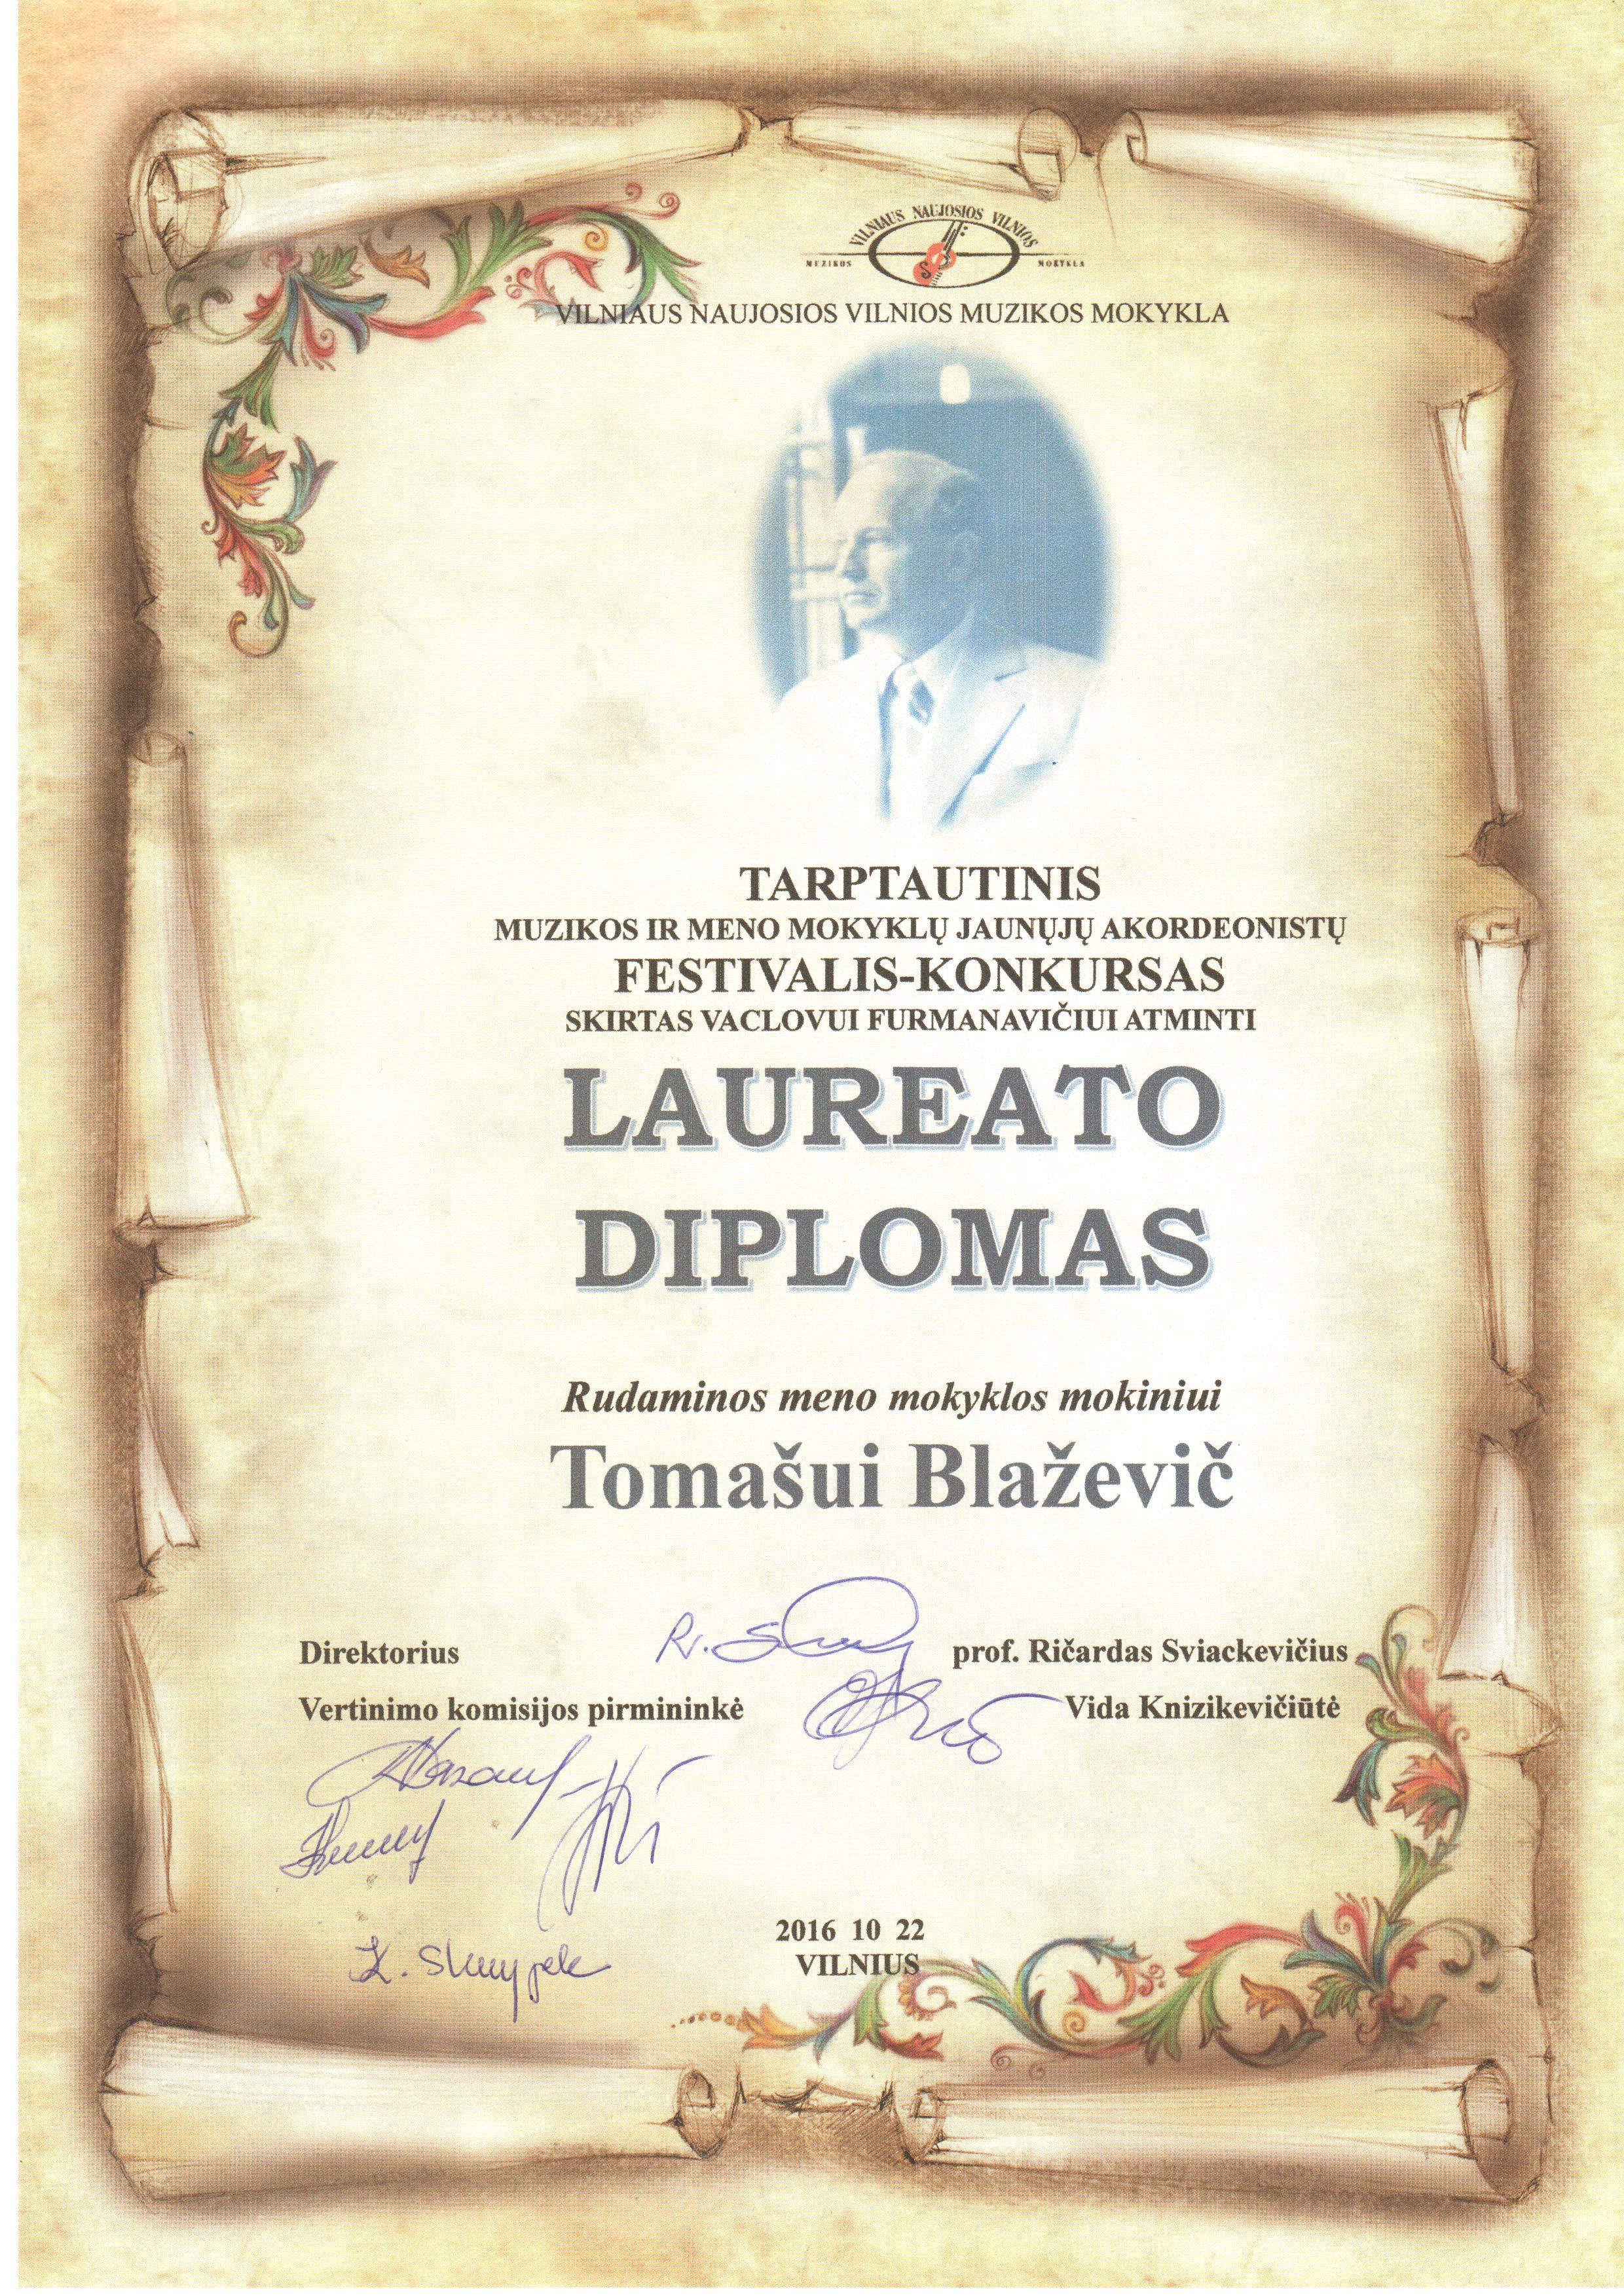 VILNIAUS NAUJOSIOS VILNIOS
MUZIKOS MOKYKLA
VILNIAUS NAUJOSIOS VILNIOS MUZIKOS MOKYKLA
TARPTAUTINIS
MUZIKOS IR MENO MOKYKLŲ JAUNŲJŲ AKORDEONISTŲ
FESTIVALIS-KONKURSAS
SKIRTAS VACLOVUI FURMANAVIČIUI ATMINTI
LAUREATO
DIPLOMAS
Rudaminos meno mokyklos mokiniui
Tomašui Blaževič
Direktorius prof. Ričardas Sviackevičius
Vertinimo komisijos pirmininkė Vida Knizikevičiūtė
2016 10 22
VILNIUS